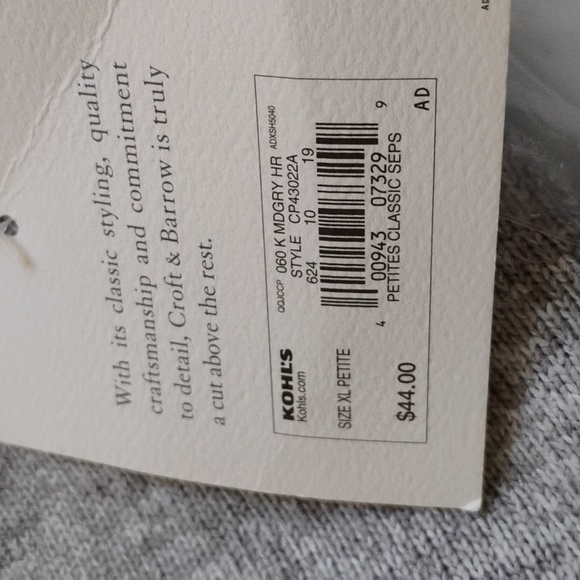 With its classic styling, quality
craftsmanship and commitment
to detail, Croft & Barrow is truly
a cut above the rest.
KOHL'S
Kohls.com
QQJCCP 060 K MDGRY HR ADXSH5040
STYLE CP43022A
624 10 19
4 00943 07329 9
PETITES CLASSIC SEPS
AD
SIZE XL PETITE
$44.00